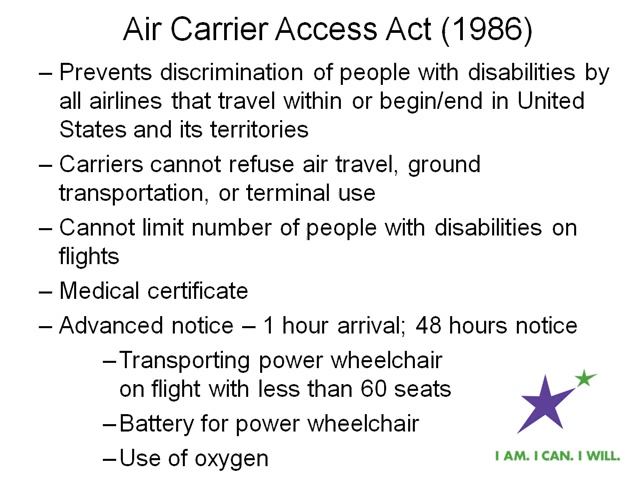 Air Carrier Access Act (1986)
– Prevents discrimination of people with disabilities by
all airlines that travel within or begin/end in United
States and its territories
– Carriers cannot refuse air travel, ground
transportation, or terminal use
– Cannot limit number of people with disabilities on
flights
– Medical certificate
– Advanced notice – 1 hour arrival; 48 hours notice
–Transporting power wheelchair
on flight with less than 60 seats
–Battery for power wheelchair
–Use of oxygen
I AM. I CAN. I WILL.